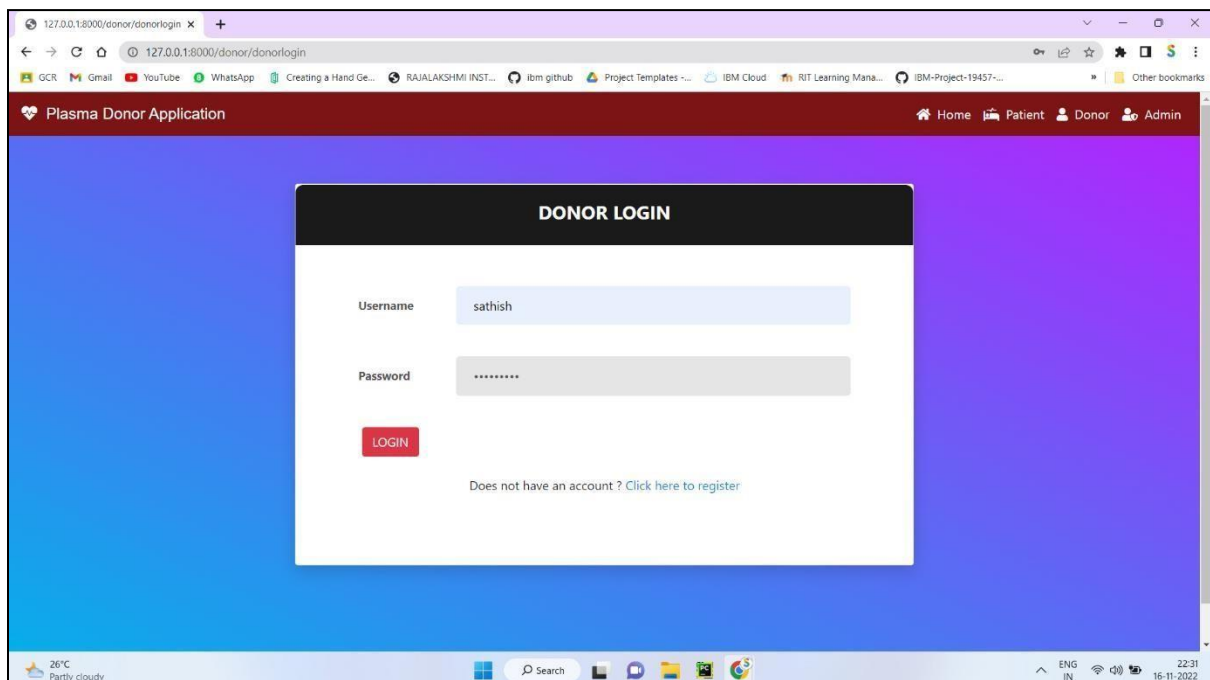 127.0.0.1:8000/donor/donorlogin
127.0.0.1:8000/donor/donorlogin
GCR Gmail YouTube WhatsApp Creating a Hand Ge... RAJALAKSHMI INST... ibm github Project Templates -... IBM Cloud RIT Learning Mana... IBM-Project-19457-... » Other bookmarks
Plasma Donor Application Home Patient Donor Admin
DONOR LOGIN
Username sathish
Password •••••••••
LOGIN
Does not have an account ? Click here to register
26°C
Partly cloudy
Search
ENG
IN
22:31
16-11-2022